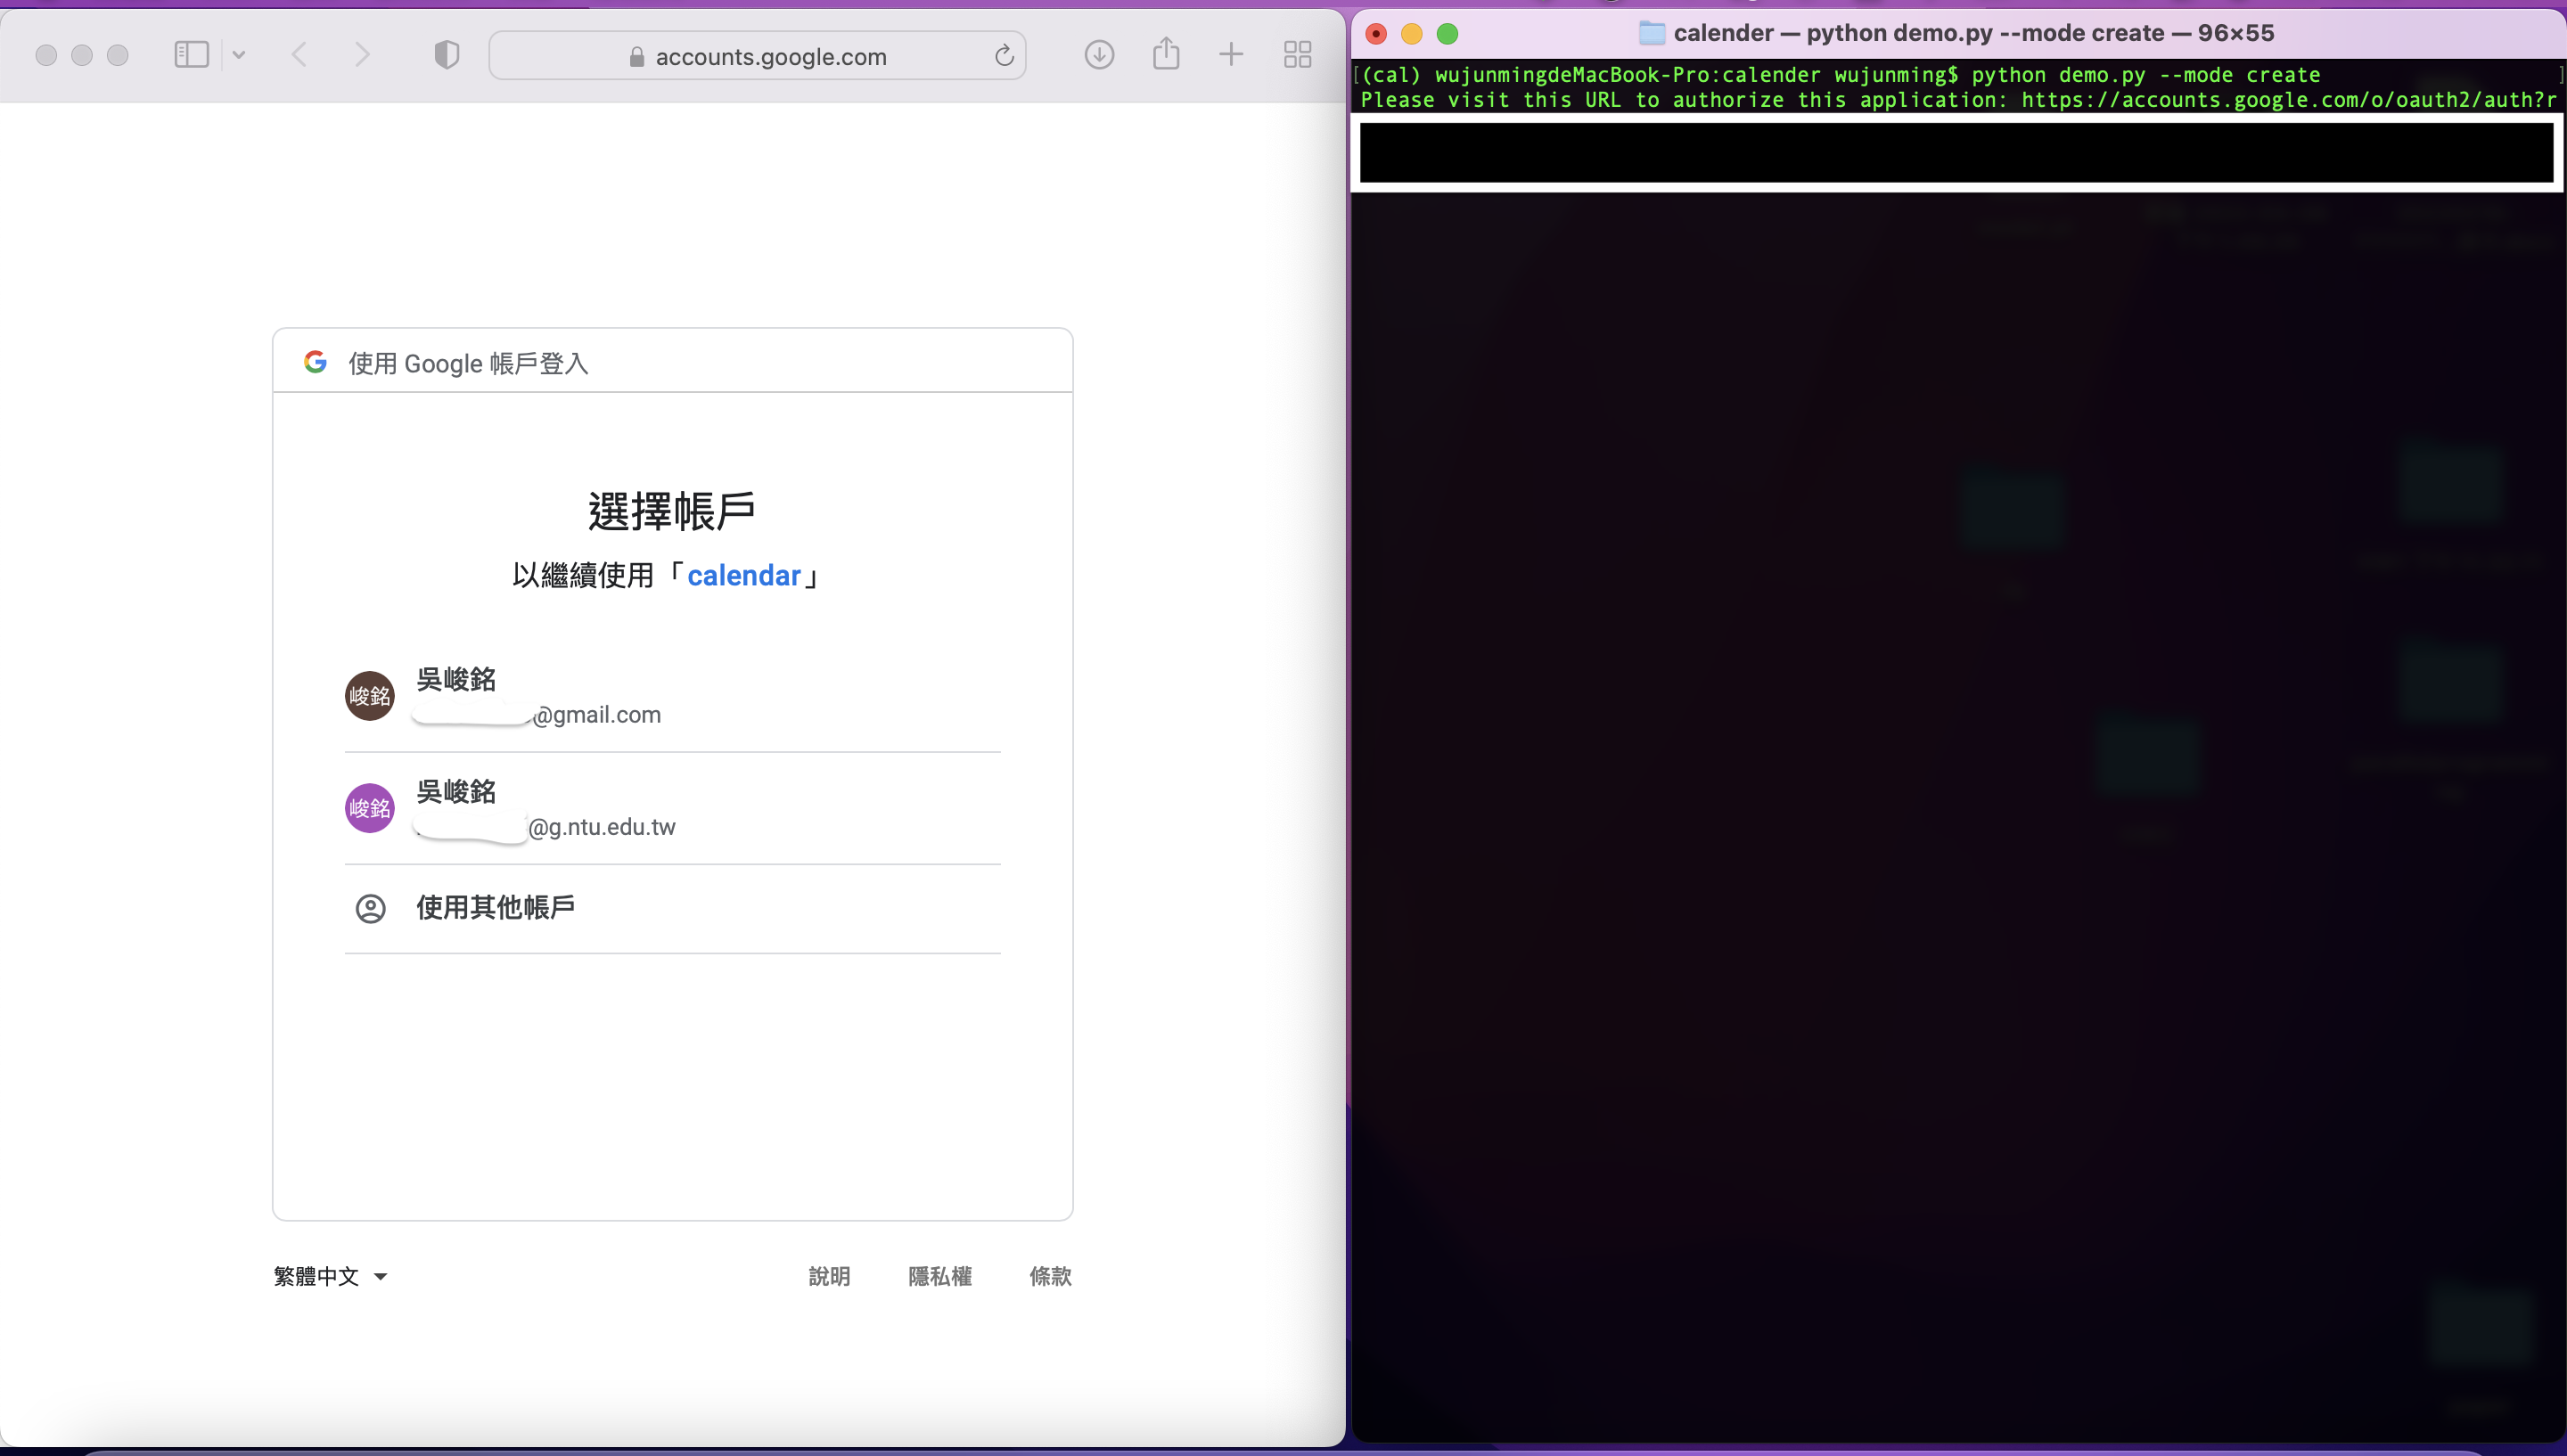 accounts.google.com
使用 Google 帳戶登入
選擇帳戶
以繼續使用「calendar」
峻銘
吳峻銘
@gmail.com
峻銘
吳峻銘
@g.ntu.edu.tw
使用其他帳戶
繁體中文
說明
隱私權
條款
calender — python demo.py --mode create — 96×55
[(cal) wujunmingdeMacBook-Pro:calender wujunming$ python demo.py --mode create ]
Please visit this URL to authorize this application: https://accounts.google.com/o/oauth2/auth?r